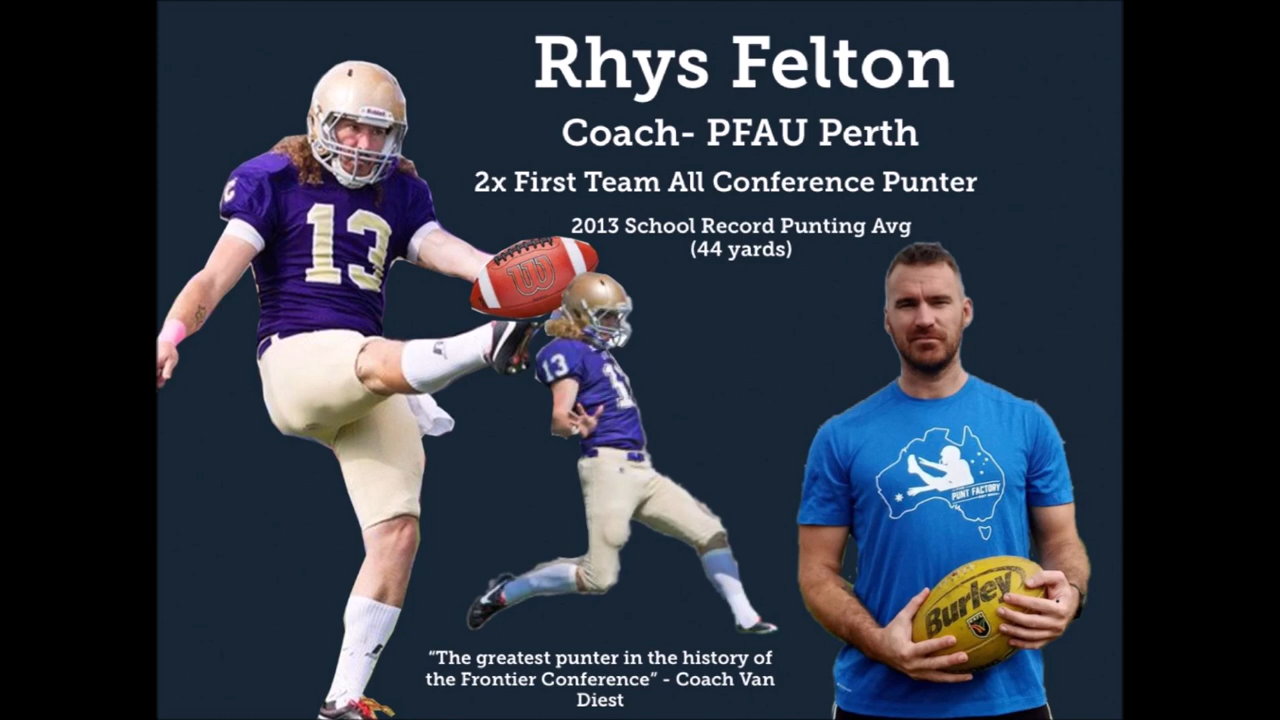 Rhys Felton
Coach- PFAU Perth
2x First Team All Conference Punter
2013 School Record Punting Avg
(44 yards)
13
13
PUNT FACTORY
Burley
"The greatest punter in the history of
the Frontier Conference" - Coach Van
Diest